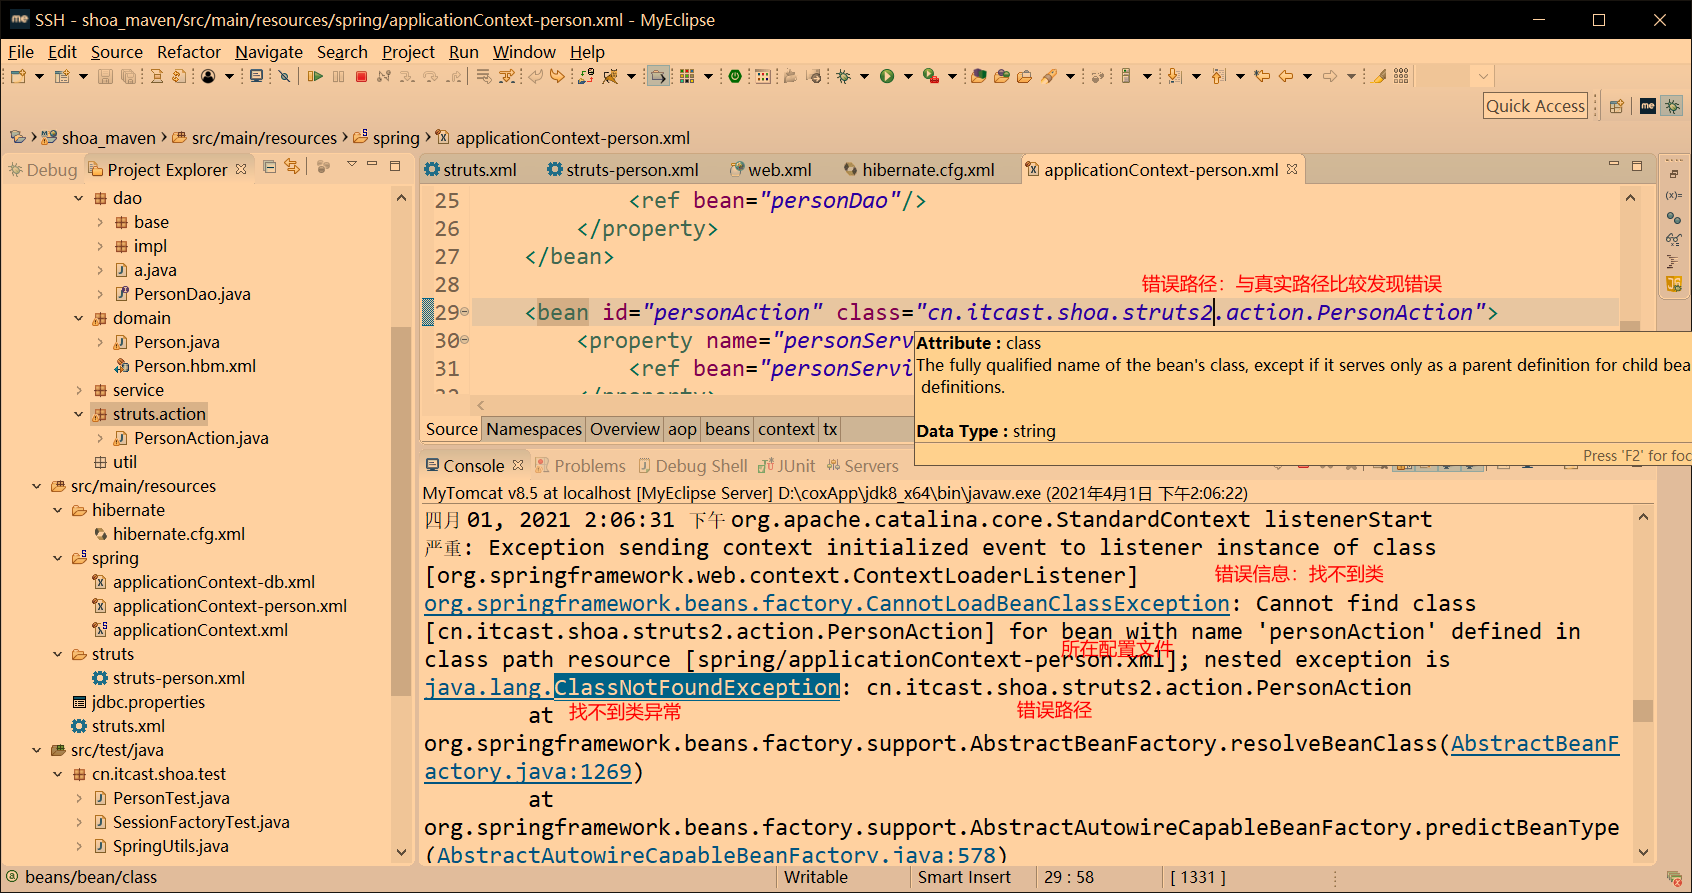 SSH - shoa_maven/src/main/resources/spring/applicationContext-person.xml - MyEclipse
File Edit Source Refactor Navigate Search Project Run Window Help
Quick Access
shoa_maven src/main/resources spring applicationContext-person.xml
Debug Project Explorer
dao
base
impl
a.java
PersonDao.java
domain
Person.java
Person.hbm.xml
service
struts.action
PersonAction.java
util
src/main/resources
hibernate
hibernate.cfg.xml
spring
applicationContext-db.xml
applicationContext-person.xml
applicationContext.xml
struts
struts-person.xml
jdbc.properties
struts.xml
src/test/java
cn.itcast.shoa.test
PersonTest.java
SessionFactoryTest.java
SpringUtils.java
struts.xml struts-person.xml web.xml hibernate.cfg.xml applicationContext-person.xml
25 <ref bean="personDao"/>
26 </property>
27 </bean>
28
错误路径：与真实路径比较发现错误
29 <bean id="personAction" class="cn.itcast.shoa.struts2.action.PersonAction">
30 <property name="personServ
31 <ref bean="personServi
Attribute : class
The fully qualified name of the bean's class, except if it serves only as a parent definition for child bea
definitions.
Data Type : string
Press 'F2' for foc
Source Namespaces Overview aop beans context tx
Console Problems Debug Shell JUnit Servers
MyTomcat v8.5 at localhost [MyEclipse Server] D:\coxApp\jdk8_x64\bin\javaw.exe (2021年4月1日 下午2:06:22)
四月 01, 2021 2:06:31 下午 org.apache.catalina.core.StandardContext listenerStart
严重: Exception sending context initialized event to listener instance of class
[org.springframework.web.context.ContextLoaderListener]
错误信息：找不到类
org.springframework.beans.factory.CannotLoadBeanClassException: Cannot find class
[cn.itcast.shoa.struts2.action.PersonAction] for bean with name 'personAction' defined in
所在配置文件
class path resource [spring/applicationContext-person.xml]; nested exception is
java.lang.ClassNotFoundException: cn.itcast.shoa.struts2.action.PersonAction
at
找不到类异常
错误路径
org.springframework.beans.factory.support.AbstractBeanFactory.resolveBeanClass(AbstractBeanF
actory.java:1269)
at
org.springframework.beans.factory.support.AbstractAutowireCapableBeanFactory.predictBeanType
(AbstractAutowireCapableBeanFactory.java:578)
beans/bean/class
Writable Smart Insert 29 : 58 [ 1331 ]